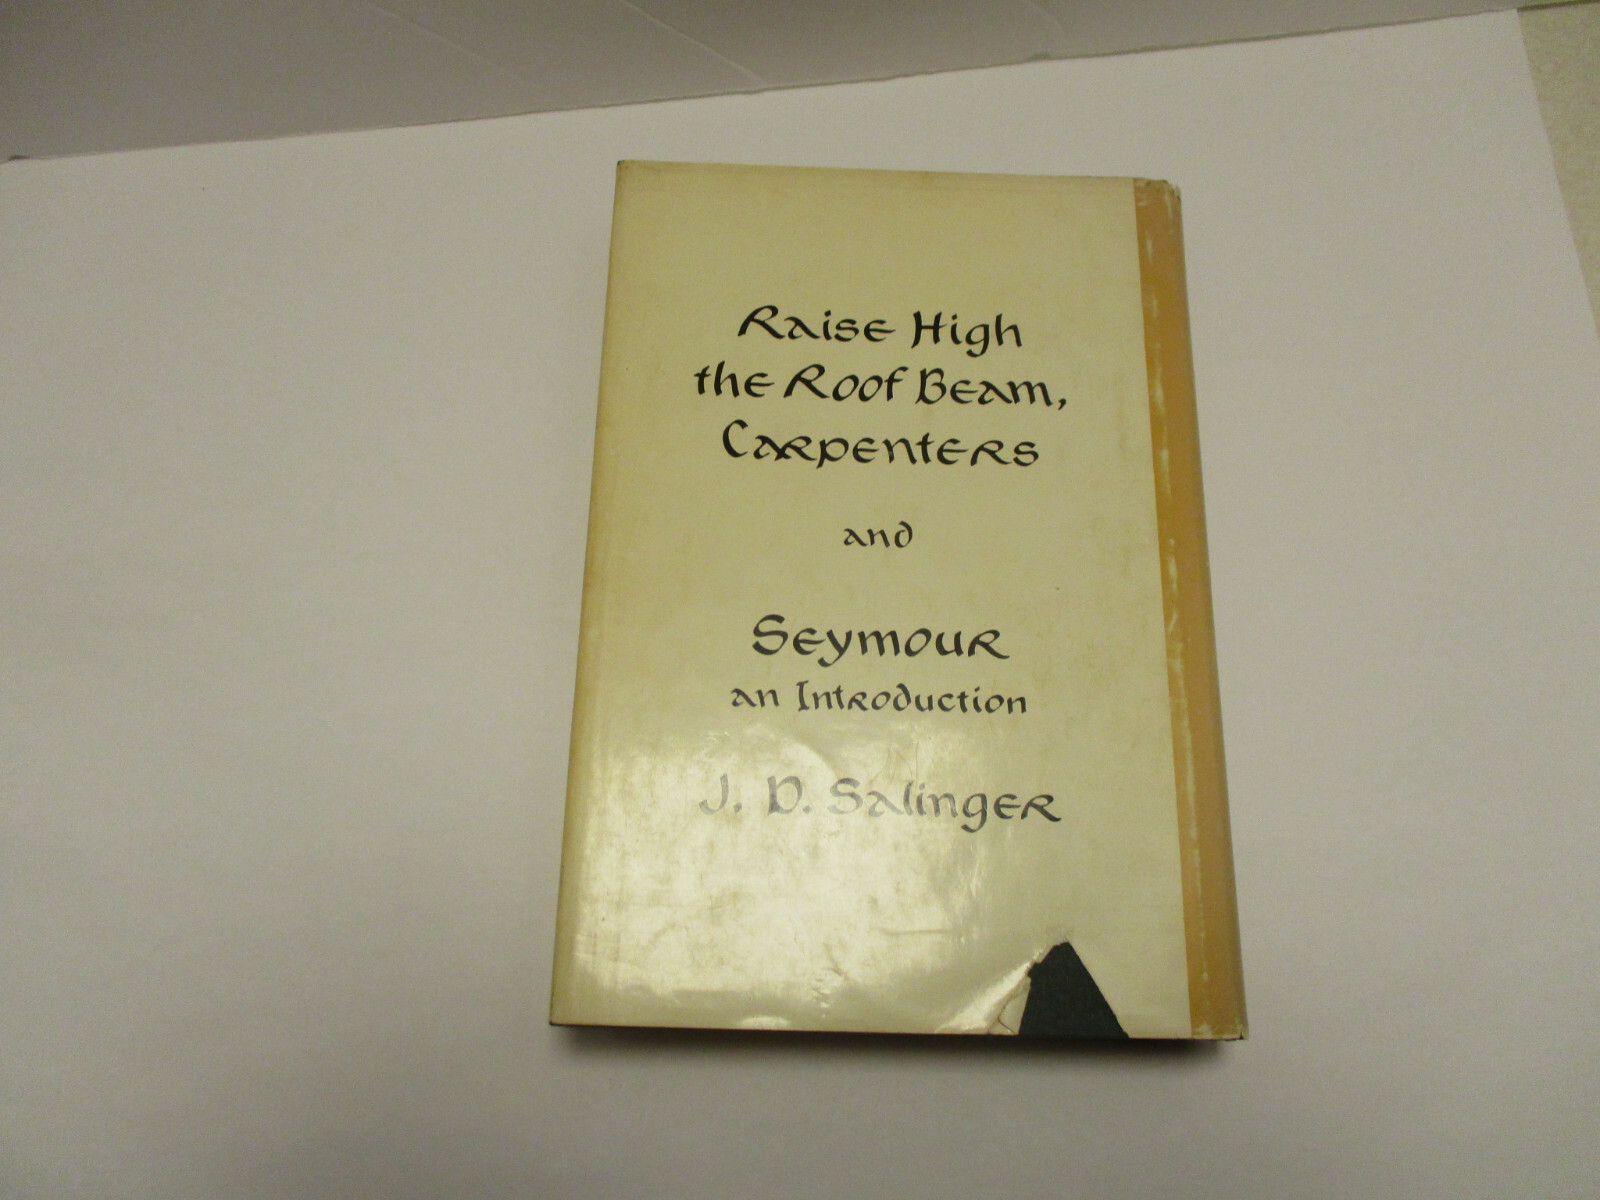 Raise High
the Roof Beam,
Carpenters
and
Seymour
an Introduction
J. D. Salinger